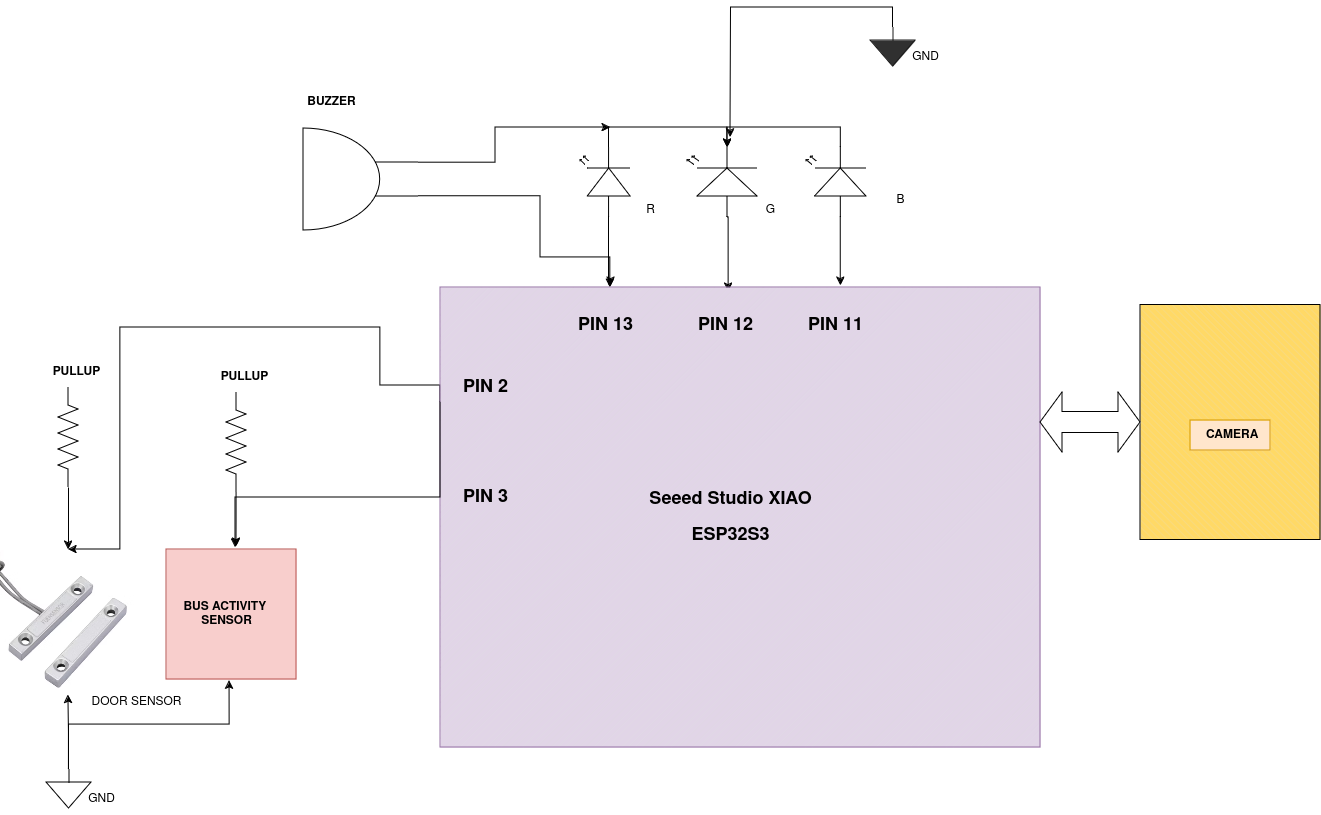 GND
BUZZER
R
G
B
PIN 13
PIN 12
PIN 11
PULLUP
PULLUP
PIN 2
CAMERA
PIN 3
Seeed Studio XIAO
ESP32S3
BUS ACTIVITY
SENSOR
DOOR SENSOR
GND